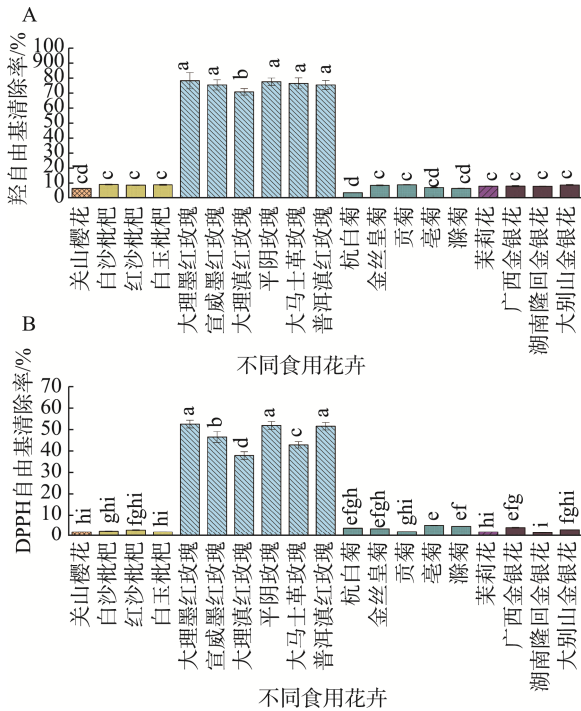 A
羟自由基清除率/%
100
90
80
70
60
50
40
30
20
10
0
cd c c c a a b a a a d c c cd cd c c c c
关山樱花
白沙枇杷
红沙枇杷
白玉枇杷
大理墨红玫瑰
宣威墨红玫瑰
大理滇红玫瑰
平阴玫瑰
大马士革玫瑰
普洱滇红玫瑰
杭白菊
金丝皇菊
贡菊
亳菊
滁菊
茉莉花
广西金银花
湖南隆回金银花
大别山金银花
不同食用花卉
B
DPPH自由基清除率/%
70
60
50
40
30
20
10
0
hi ghi fghi hi a b d a c a efgh efgh ghi e ef hi efg i fghi
关山樱花
白沙枇杷
红沙枇杷
白玉枇杷
大理墨红玫瑰
宣威墨红玫瑰
大理滇红玫瑰
平阴玫瑰
大马士革玫瑰
普洱滇红玫瑰
杭白菊
金丝皇菊
贡菊
亳菊
滁菊
茉莉花
广西金银花
湖南隆回金银花
大别山金银花
不同食用花卉